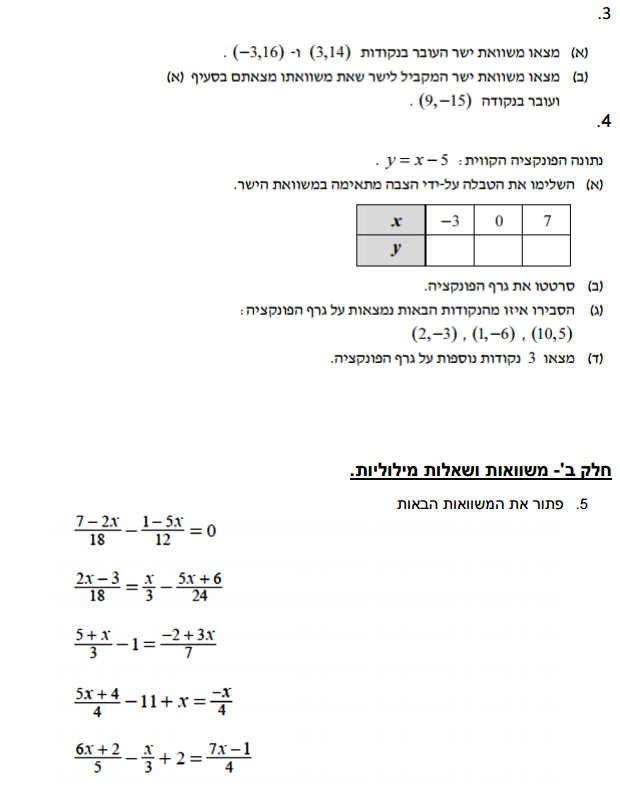 3.
(א) מצאו משוואת ישר העובר בנקודות (3,14) ו- (−3,16) .
(ב) מצאו משוואת ישר המקביל לישר שאת משוואתו מצאתם בסעיף (א)
ועובר בנקודה (9,−15) .
4.
נתונה הפונקציה הקווית: y = x − 5 .
(א) השלימו את הטבלה על-ידי הצבה מתאימה במשוואת הישר.
x −3 0 7
y
(ב) סרטטו את גרף הפונקציה.
(ג) הסבירו איזו מהנקודות הבאות נמצאות על גרף הפונקציה:
(2,−3) , (1,−6) , (10,5)
(ד) מצאו 3 נקודות נוספות על גרף הפונקציה.
חלק ב'- משוואות ושאלות מילוליות.
5. פתור את המשוואות הבאות
(7 − 2x)/18 − (1 − 5x)/12 = 0
(2x − 3)/18 = x/3 − (5x + 6)/24
(5 + x)/3 − 1 = (−2 + 3x)/7
(5x + 4)/4 − 11 + x = −x/4
(6x + 2)/5 − x/3 + 2 = (7x − 1)/4